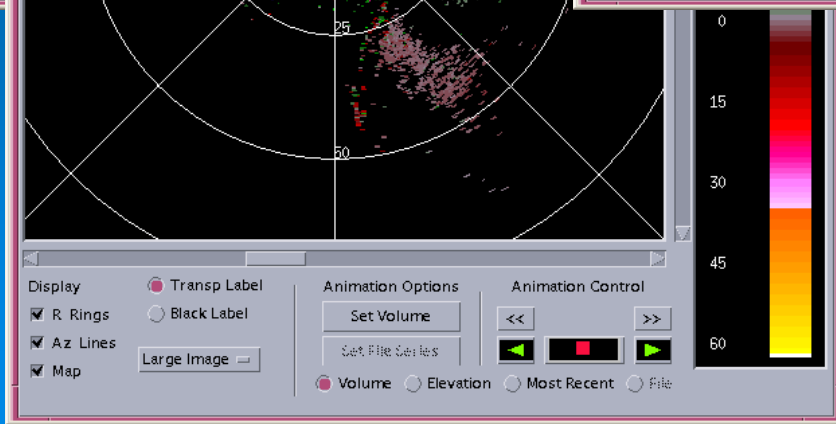 25
50
0
15
30
45
60
Display
Transp Label
Animation Options
Animation Control
R Rings
Black Label
Set Volume
<<
>>
Az Lines
Large Image
Set File Series
Map
Volume
Elevation
Most Recent
File